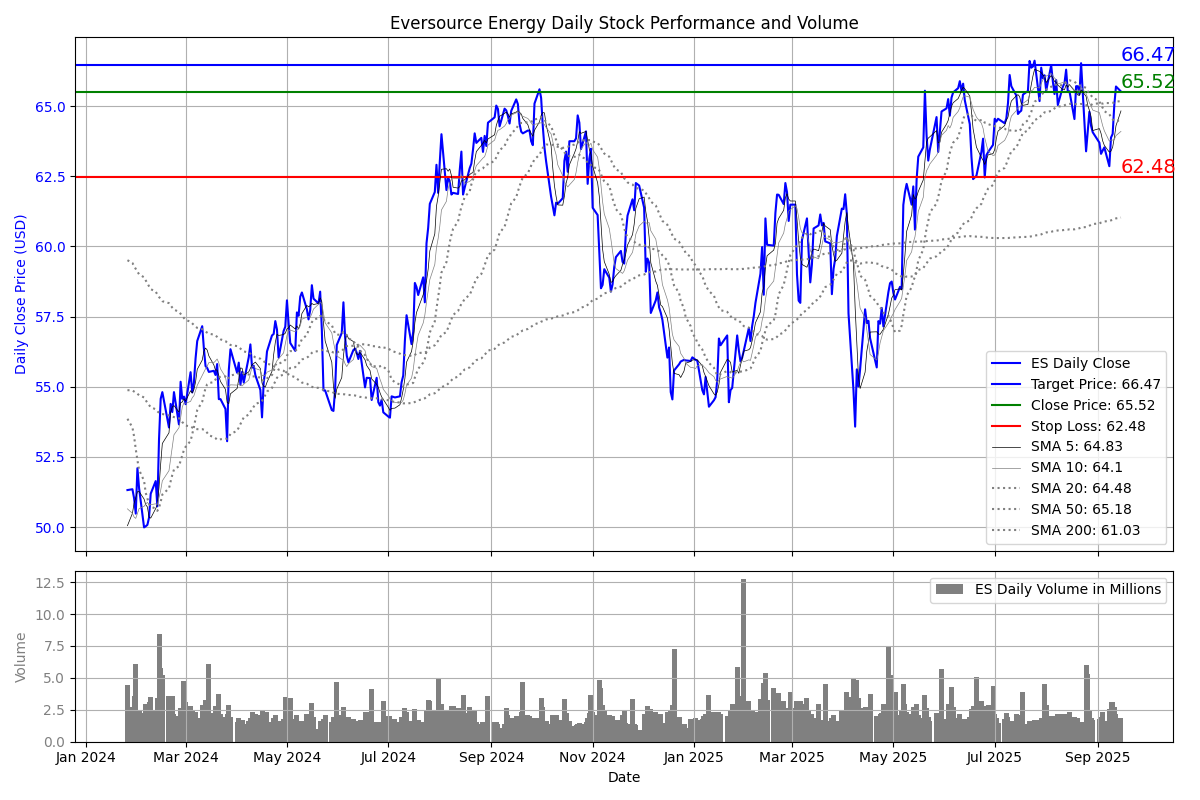 Eversource Energy Daily Stock Performance and Volume
66.47
65.52
62.48
65.0
62.5
60.0
57.5
55.0
52.5
50.0
Daily Close Price (USD)
ES Daily Close
Target Price: 66.47
Close Price: 65.52
Stop Loss: 62.48
SMA 5: 64.83
SMA 10: 64.1
SMA 20: 64.48
SMA 50: 65.18
SMA 200: 61.03
12.5
10.0
7.5
5.0
2.5
0.0
Volume
ES Daily Volume in Millions
Jan 2024 Mar 2024 May 2024 Jul 2024 Sep 2024 Nov 2024 Jan 2025 Mar 2025 May 2025 Jul 2025 Sep 2025
Date